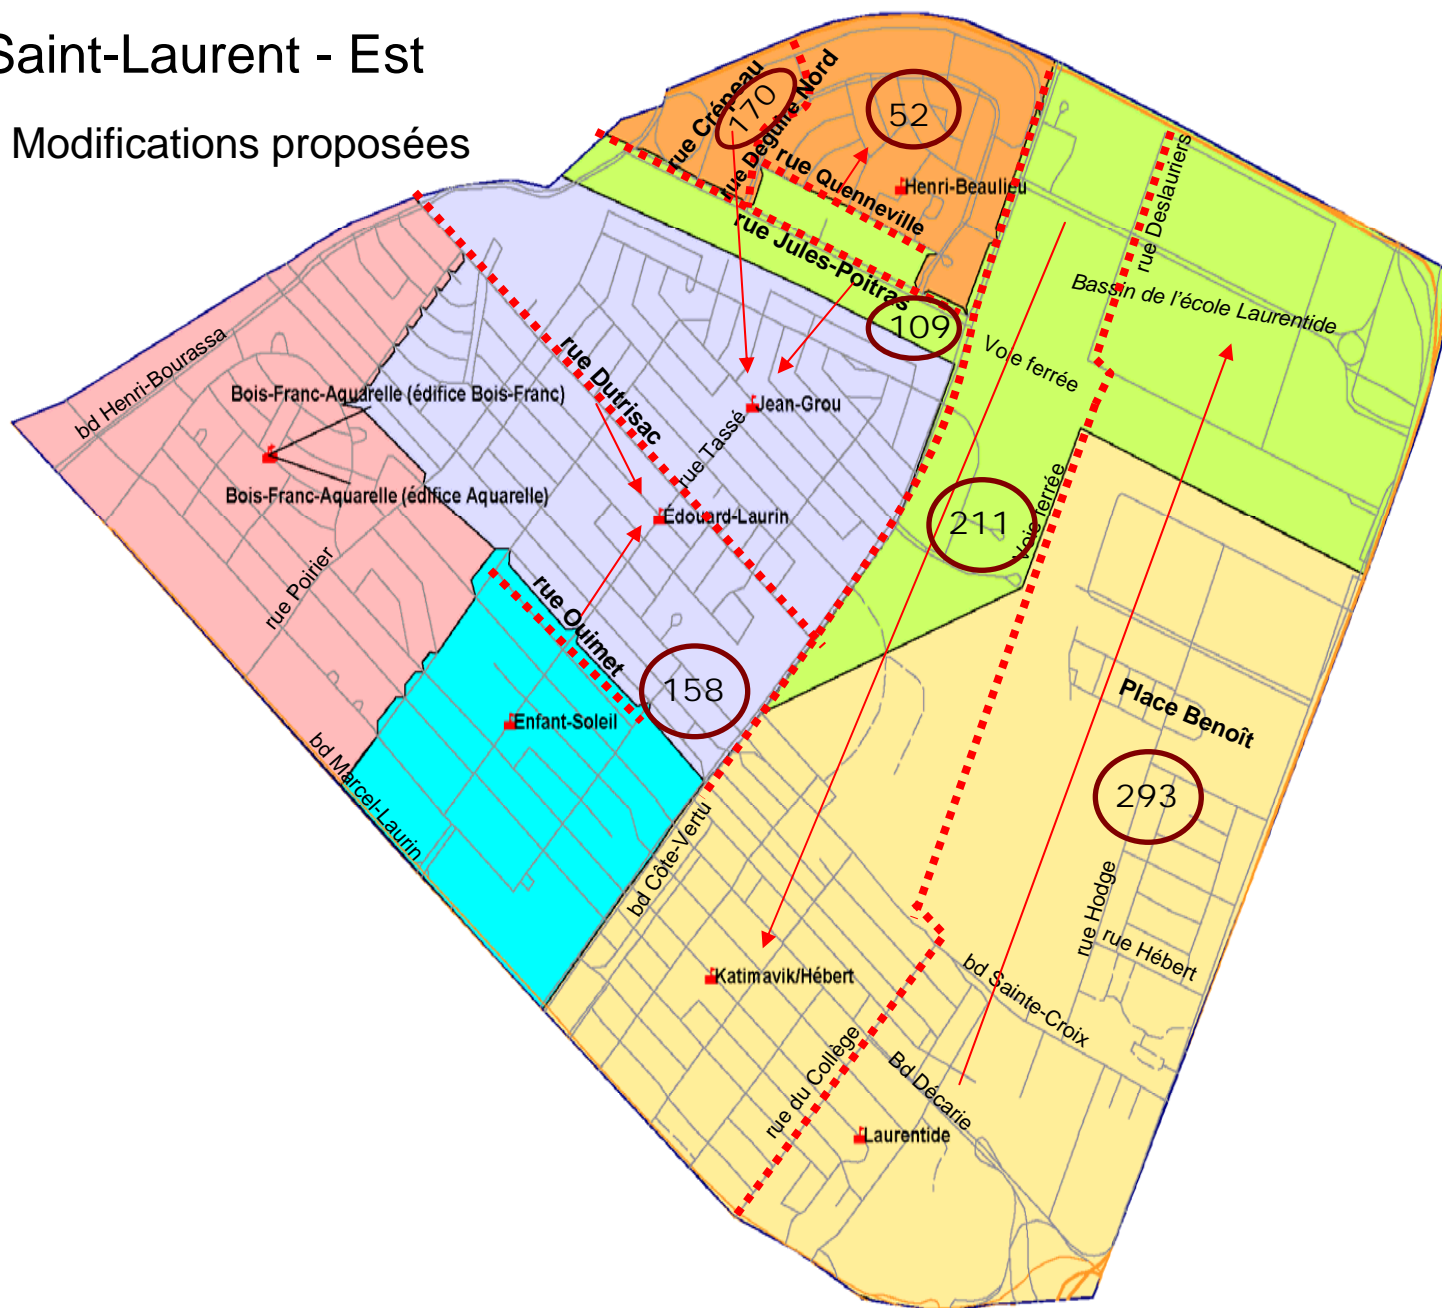 Saint-Laurent - Est
Modifications proposées
rue Crépeau
170
rue Deguire Nord
52
rue Quenneville
Henri-Beaulieu
rue Jules-Poitras
109
rue Deslauriers
Bassin de l'école Laurentide
Voie ferrée
bd Henri-Bourassa
rue Dutrisac
Bois-Franc-Aquarelle (édifice Bois-Franc)
Jean-Grou
rue Tassé
Bois-Franc-Aquarelle (édifice Aquarelle)
Édouard-Laurin
211
Voie ferrée
rue Poirier
rue Ouimet
158
Place Benoît
Enfant-Soleil
bd Marcel-Laurin
293
bd Côte-Vertu
rue Hodge
rue Hébert
Katimavik/Hébert
bd Sainte-Croix
rue du Collège
Bd Décarie
Laurentide